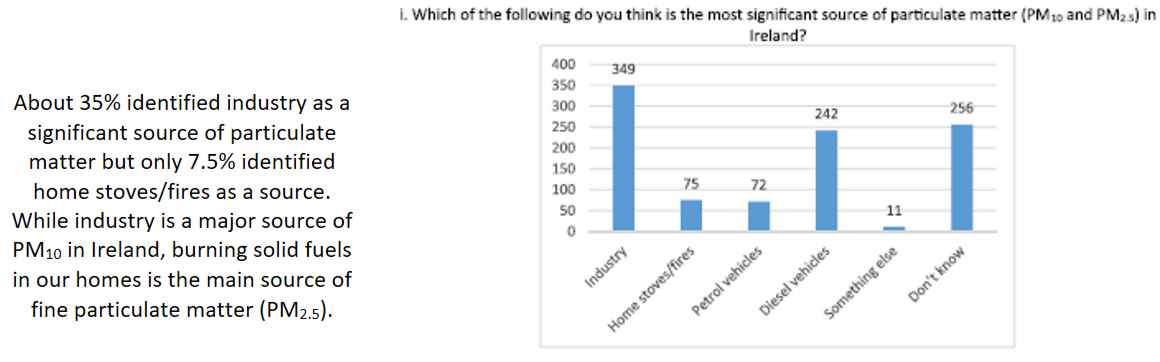 i. Which of the following do you think is the most significant source of particulate matter (PM₁₀ and PM₂.₅) in
Ireland?
About 35% identified industry as a
significant source of particulate
matter but only 7.5% identified
home stoves/fires as a source.
While industry is a major source of
PM₁₀ in Ireland, burning solid fuels
in our homes is the main source of
fine particulate matter (PM₂.₅).
400
350
300
250
200
150
100
50
0
349
75
72
242
11
256
Industry
Home stoves/fires
Petrol vehicles
Diesel vehicles
Something else
Don't know